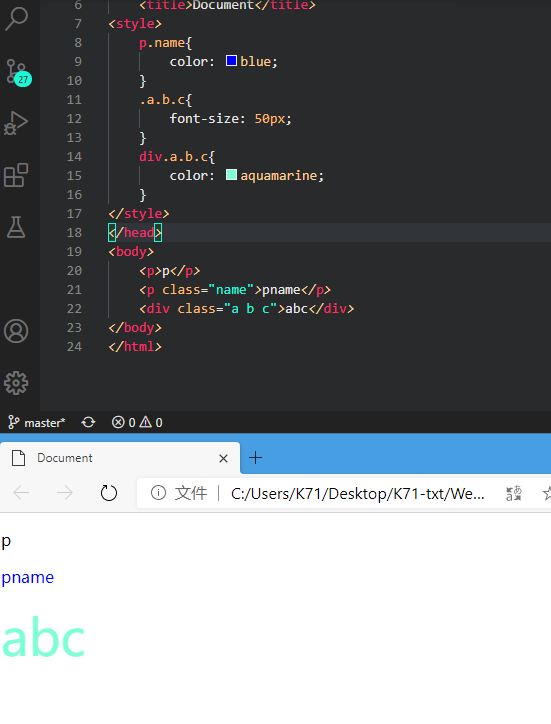 6 <title>Document</title>
7 <style>
8 p.name{
9 color: blue;
10 }
11 .a.b.c{
12 font-size: 50px;
13 }
14 div.a.b.c{
15 color: aquamarine;
16 }
17 </style>
18 </head>
19 <body>
20 <p>p</p>
21 <p class="name">pname</p>
22 <div class="a b c">abc</div>
23 </body>
24 </html>
27
master* 0 0
Document
文件 C:/Users/K71/Desktop/K71-txt/We...
p
pname
abc